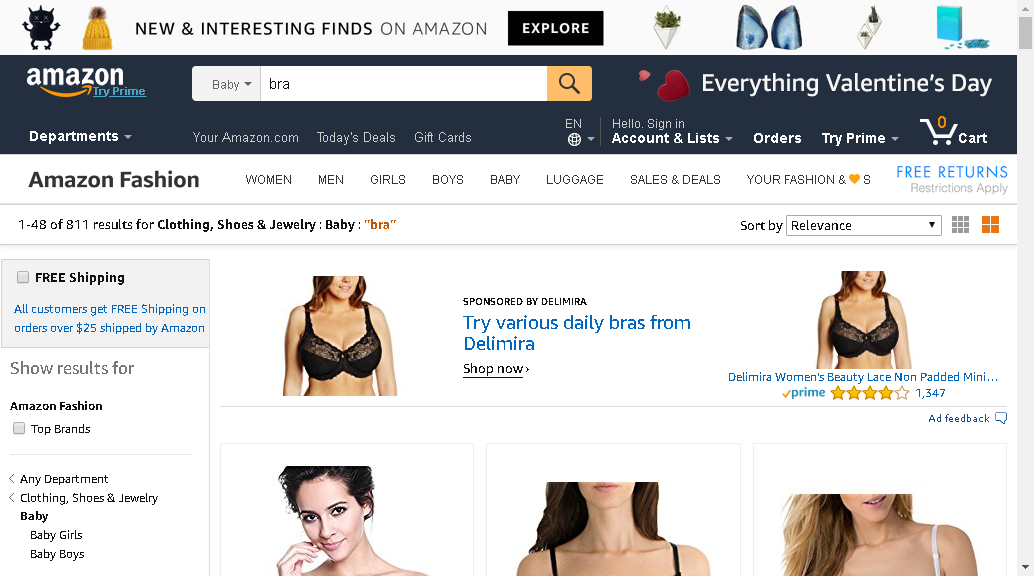 NEW & INTERESTING FINDS ON AMAZON
EXPLORE
amazon
Try Prime
Baby
bra
Everything Valentine's Day
Departments
Your Amazon.com
Today's Deals
Gift Cards
EN
Hello. Sign in
Account & Lists
Orders
Try Prime
0
Cart
Amazon Fashion
WOMEN
MEN
GIRLS
BOYS
BABY
LUGGAGE
SALES & DEALS
YOUR FASHION & S
FREE RETURNS
Restrictions Apply
1-48 of 811 results for Clothing, Shoes & Jewelry : Baby : "bra"
Sort by
Relevance
FREE Shipping
All customers get FREE Shipping on
orders over $25 shipped by Amazon
Show results for
Amazon Fashion
Top Brands
Any Department
Clothing, Shoes & Jewelry
Baby
Baby Girls
Baby Boys
SPONSORED BY DELIMIRA
Try various daily bras from
Delimira
Shop now ›
Delimira Women's Beauty Lace Non Padded Mini...
prime
1,347
Ad feedback